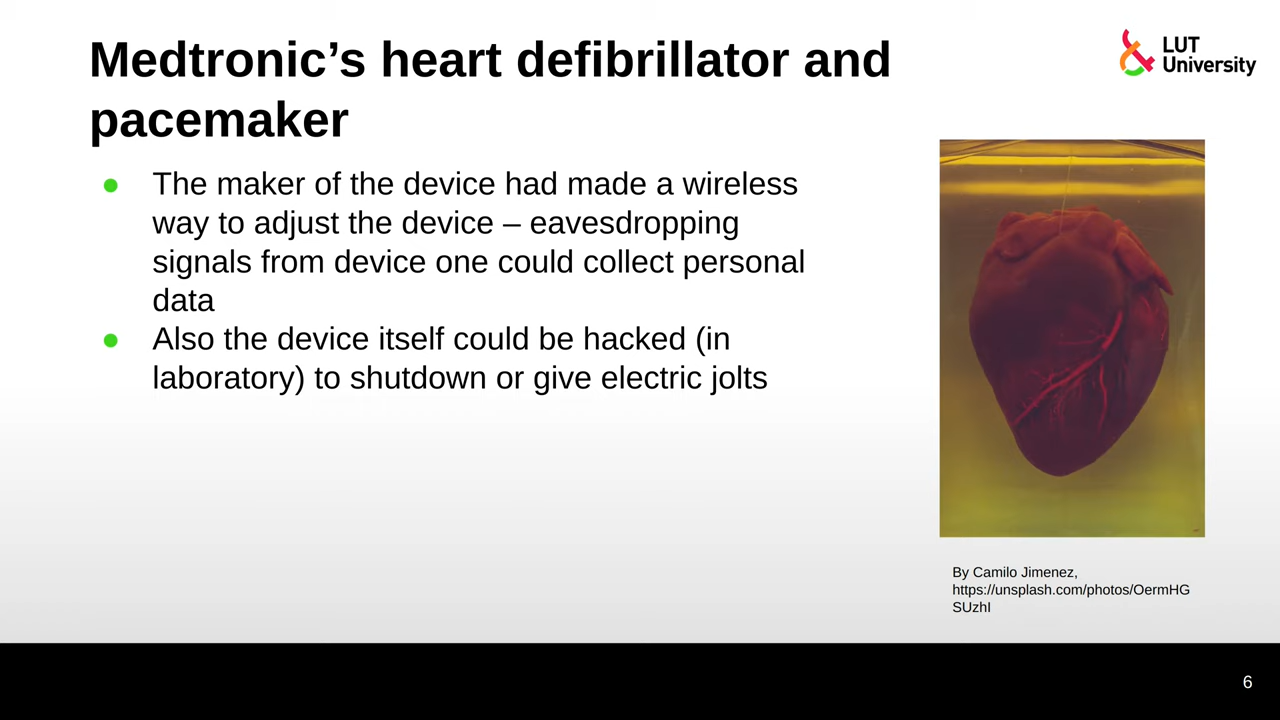 Medtronic’s heart defibrillator and
pacemaker
LUT
University
● The maker of the device had made a wireless
way to adjust the device – eavesdropping
signals from device one could collect personal
data
● Also the device itself could be hacked (in
laboratory) to shutdown or give electric jolts
By Camilo Jimenez,
https://unsplash.com/photos/OermHG
SUzhI
6